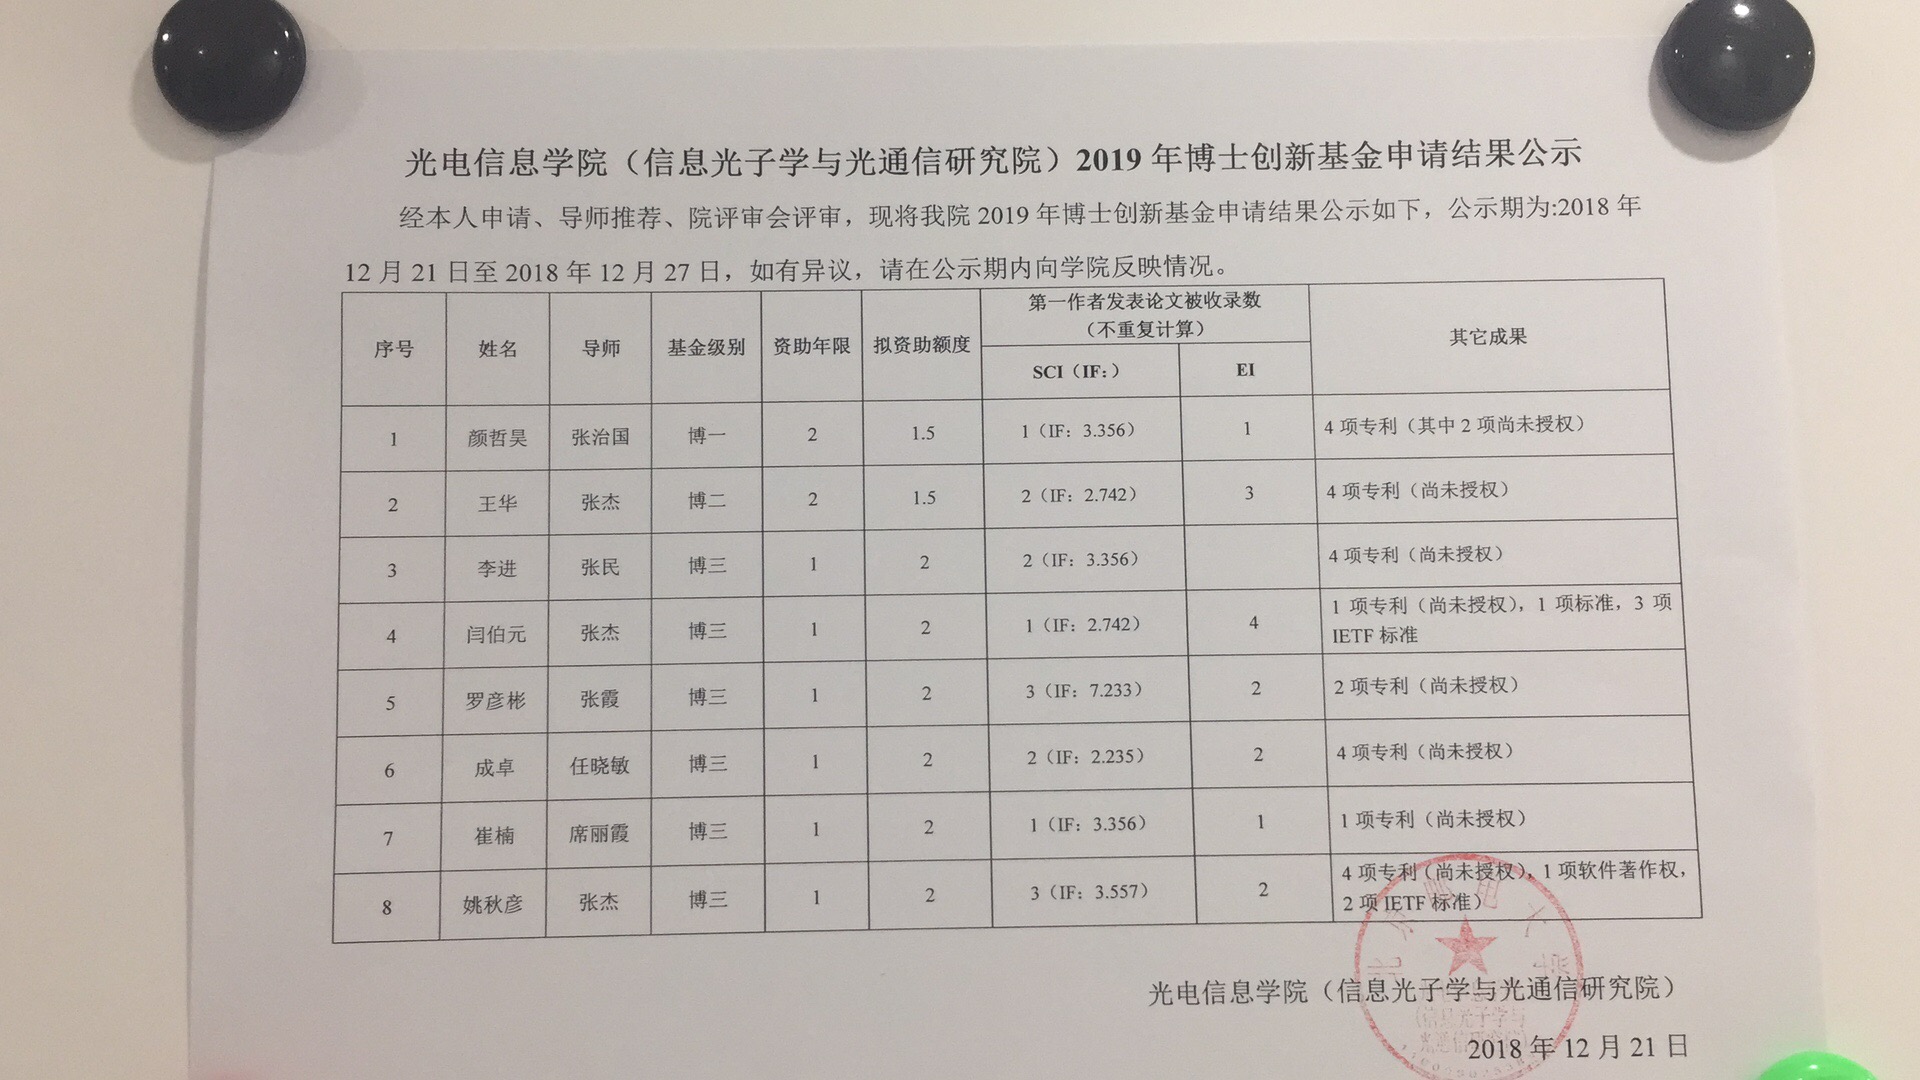 光电信息学院（信息光子学与光通信研究院）2019 年博士创新基金申请结果公示
经本人申请、导师推荐、院评审会评审，现将我院 2019 年博士创新基金申请结果公示如下，公示期为:2018 年
12 月 21 日至 2018 年 12 月 27 日，如有异议，请在公示期内向学院反映情况。
序号 姓名 导师 基金级别 资助年限 拟资助额度 第一作者发表论文被收录数（不重复计算） 其它成果
SCI（IF：） EI
1 颜哲昊 张治国 博一 2 1.5 1（IF：3.356） 1 4 项专利（其中 2 项尚未授权）
2 王华 张杰 博二 2 1.5 2（IF：2.742） 3 4 项专利（尚未授权）
3 李进 张民 博三 1 2 2（IF：3.356） 4 项专利（尚未授权）
4 闫伯元 张杰 博三 1 2 1（IF：2.742） 4 1 项专利（尚未授权），1 项标准，3 项
IETF 标准
5 罗彦彬 张霞 博三 1 2 3（IF：7.233） 2 2 项专利（尚未授权）
6 成卓 任晓敏 博三 1 2 2（IF：2.235） 2 4 项专利（尚未授权）
7 崔楠 席丽霞 博三 1 2 1（IF：3.356） 1 1 项专利（尚未授权）
8 姚秋彦 张杰 博三 1 2 3（IF：3.557） 2 4 项专利（尚未授权），1 项软件著作权，
2 项 IETF 标准）
北京邮电大学
光电信息学院（信息光子学与光通信研究院）
2018 年 12 月 21 日